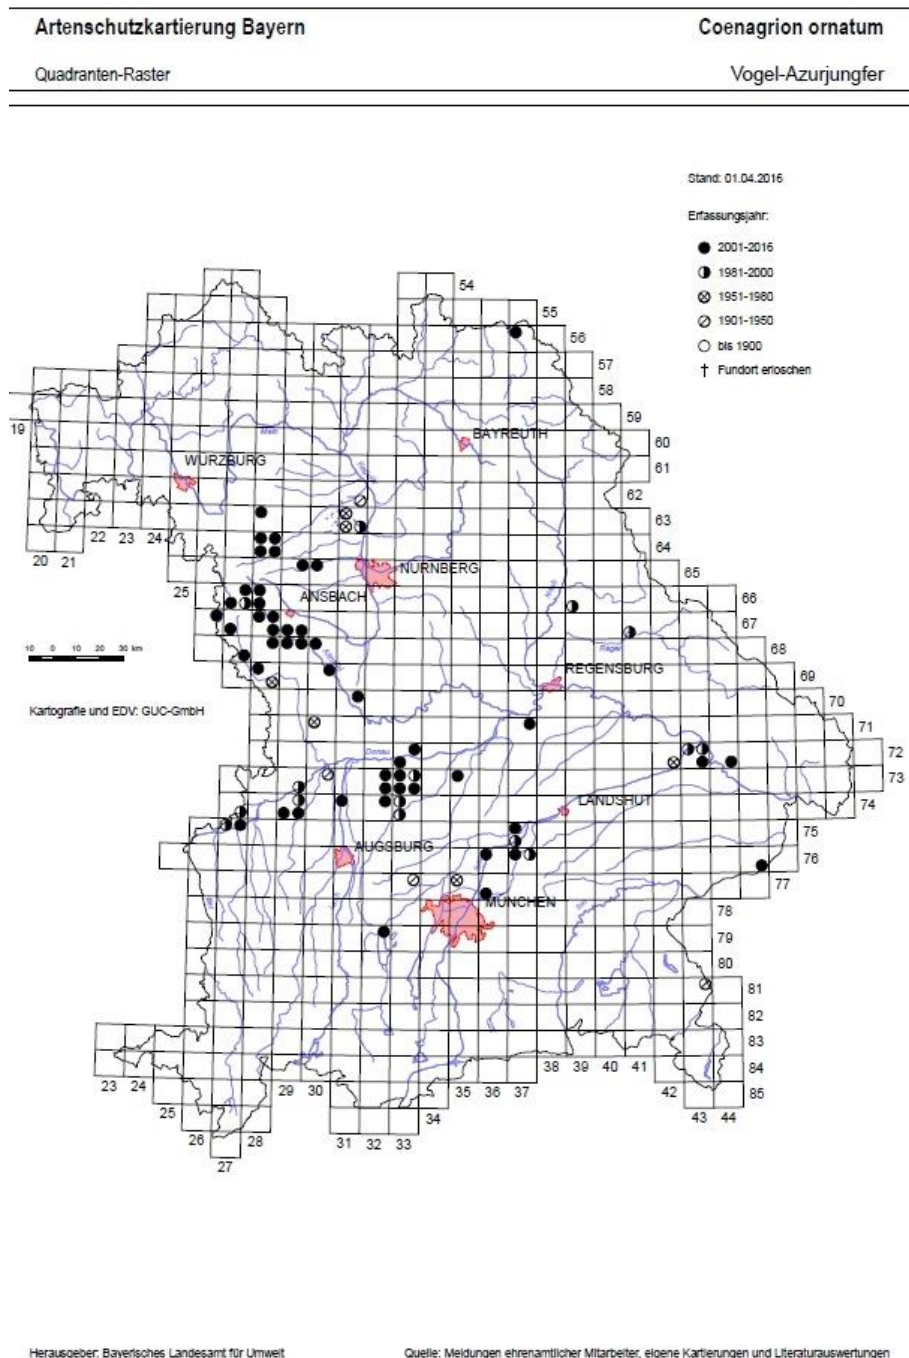 Artenschutzkartierung Bayern
Coenagrion ornatum
Quadranten-Raster
Vogel-Azurjungfer
Stand: 01.04.2016
Erfassungsjahr:
2001-2016
1981-2000
1951-1980
1901-1950
bis 1900
† Fundort erloschen
54
55
56
57
58
59
19
60
BAYREUTH
Main
61
WÜRZBURG
62
63
22 23 24
64
20 21
NÜRNBERG
65
25
ANSBACH
66
67
Regen
68
10 0 10 20 30 km
REGENSBURG
69
70
Kartografie und EDV: GUC-GmbH
71
Donau
72
73
LANDSHUT
74
75
AUGSBURG
76
77
MÜNCHEN
78
79
80
81
82
83
38 39 40 41
84
23 24
29 30
35 36 37
42
85
25
34
43 44
26
28
31 32 33
27
Herausgeber: Bayerisches Landesamt für Umwelt
Quelle: Meldungen ehrenamtlicher Mitarbeiter, eigene Kartierungen und Literaturauswertungen